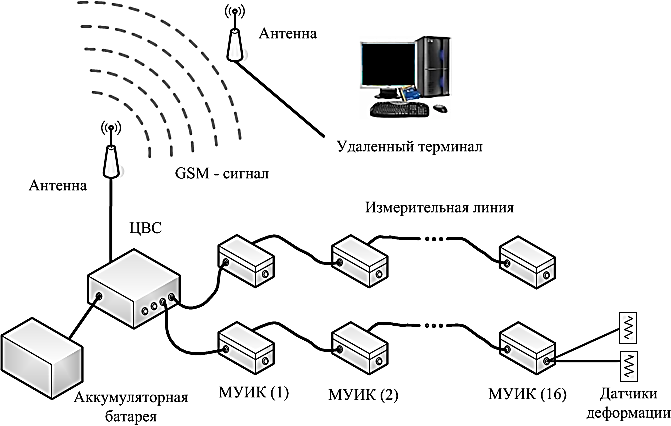 Антенна
Удаленный терминал
GSM - сигнал
Антенна
Измерительная линия
ЦВС
МУИК (1)
МУИК (2)
МУИК (16)
Датчики
деформации
Аккумуляторная
батарея